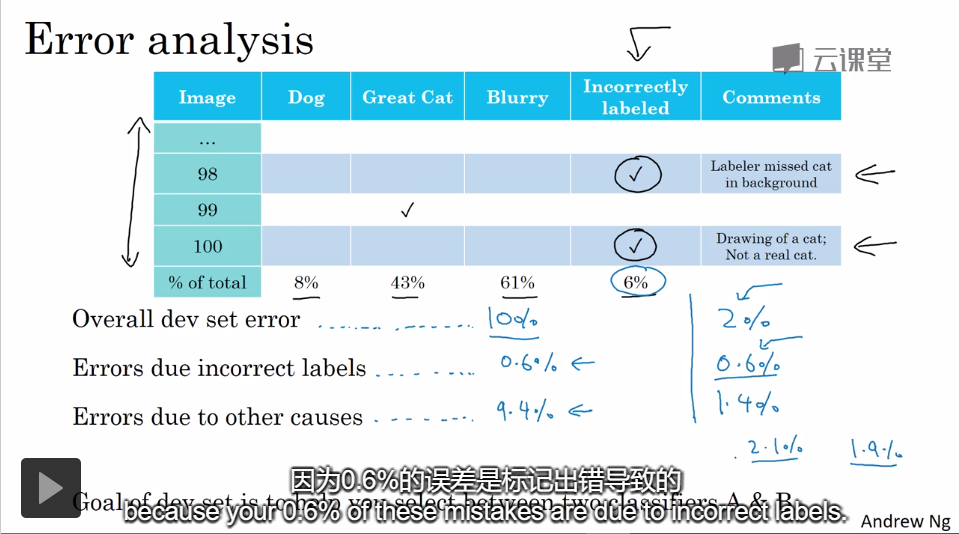 Error analysis
云课堂
Image Dog Great Cat Blurry Incorrectly labeled Comments
...
98 ✓ Labeler missed cat in background
99 ✓
100 ✓ Drawing of a cat; Not a real cat.
% of total 8% 43% 61% 6%
Overall dev set error 10% 2%
Errors due incorrect labels 0.6% 0.6%
Errors due to other causes 9.4% 1.4%
2.1% 1.9%
因为0.6%的误差是标记出错导致的
Goal of dev set is to help you select between two classifiers A & B.
because your 0.6% of these mistakes are due to incorrect labels.
Andrew Ng